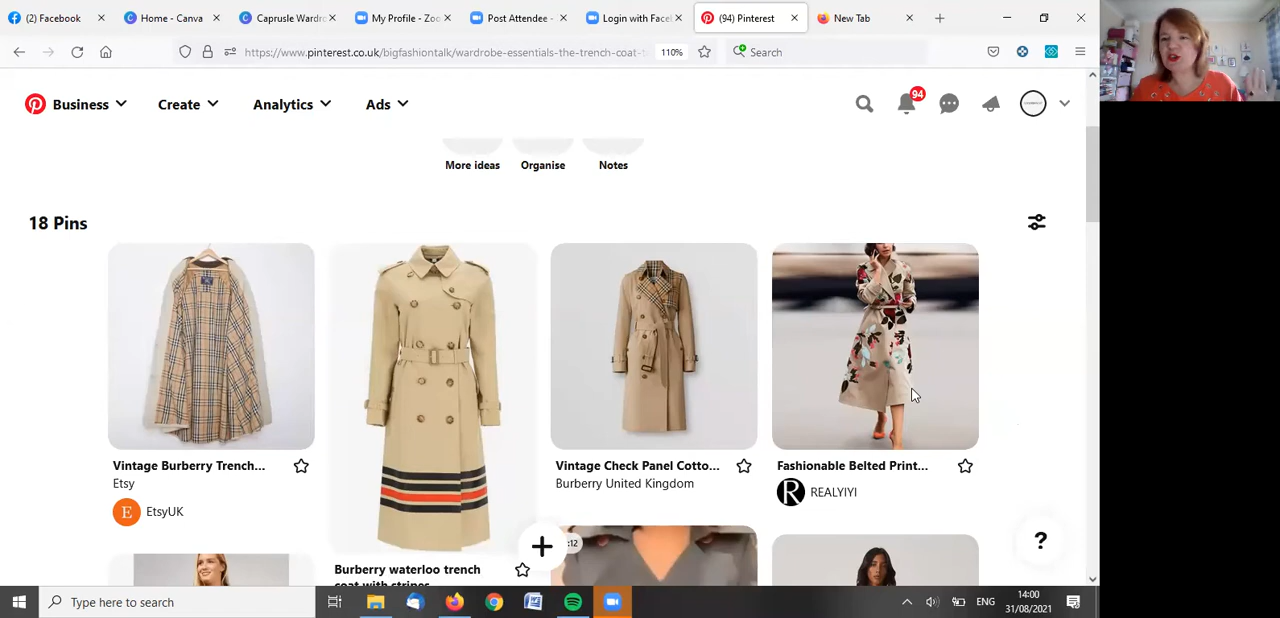 (2) Facebook
Home - Canva
Caprusle Wardro
My Profile - Zoo
Post Attendee -
Login with Face
(94) Pinterest
New Tab
https://www.pinterest.co.uk/bigfashiontalk/wardrobe-essentials-the-trench-coat-
110%
Search
Business
Create
Analytics
Ads
94
More ideas
Organise
Notes
18 Pins
Vintage Burberry Trench...
Etsy
E
EtsyUK
Burberry waterloo trench
coat with stripes
Vintage Check Panel Cotto...
Burberry United Kingdom
Fashionable Belted Print...
R
REALYIYI
:12
?
Type here to search
ENG
14:00
31/08/2021